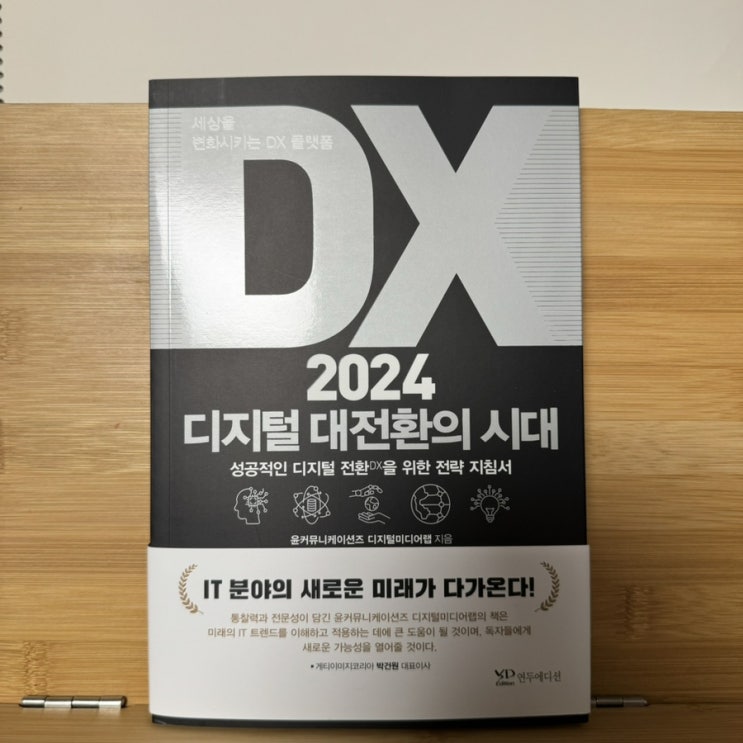 DX
세상을
변화시키는 DX 플랫폼
2024
디지털 대전환의 시대
성공적인 디지털 전환DX을 위한 전략 지침서
윤커뮤니케이션즈 디지털미디어랩 지음
IT 분야의 새로운 미래가 다가온다!
통찰력과 전문성이 담긴 윤커뮤니케이션즈 디지털미디어랩의 책은
미래의 IT 트렌드를 이해하고 적용하는 데에 큰 도움이 될 것이며, 독자들에게
새로운 가능성을 열어줄 것이다.
• 게티이미지코리아 박건원 대표이사
YD
Edition
연두에디션